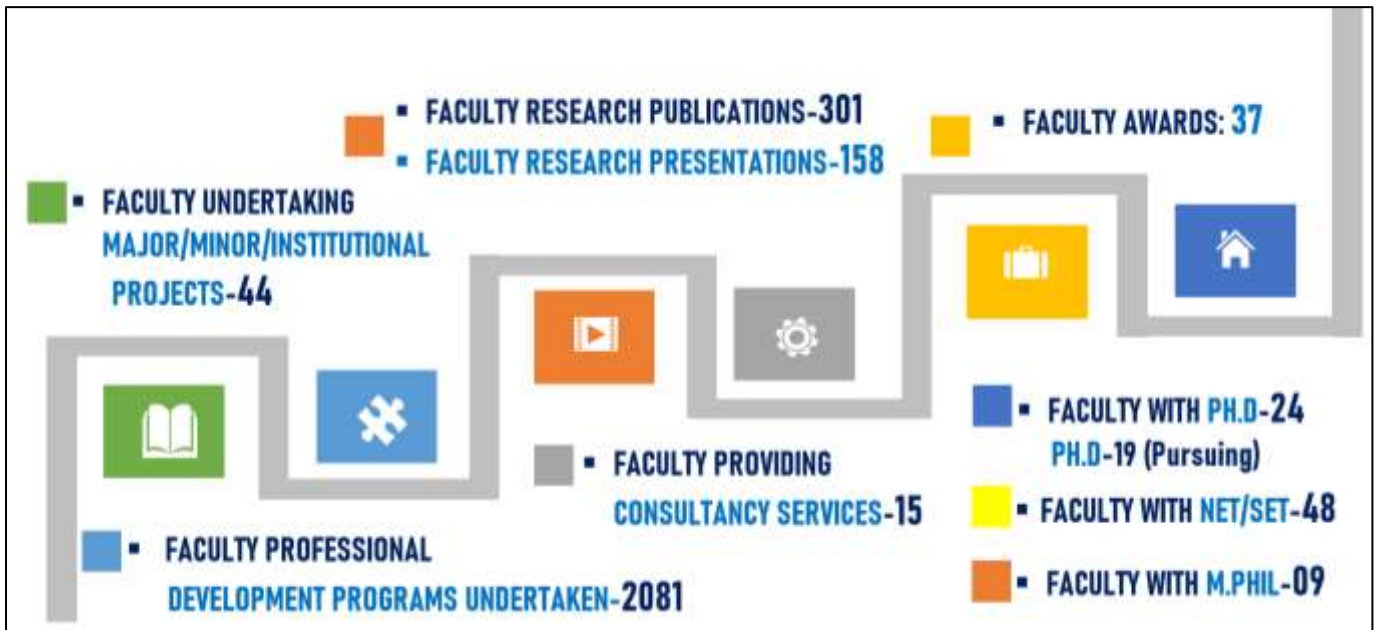 ▪ FACULTY RESEARCH PUBLICATIONS-301
▪ FACULTY RESEARCH PRESENTATIONS-158
▪ FACULTY AWARDS: 37
▪ FACULTY UNDERTAKING
MAJOR/MINOR/INSTITUTIONAL
PROJECTS-44
▪ FACULTY PROVIDING
CONSULTANCY SERVICES-15
▪ FACULTY PROFESSIONAL
DEVELOPMENT PROGRAMS UNDERTAKEN-2081
▪ FACULTY WITH PH.D-24
PH.D-19 (Pursuing)
▪ FACULTY WITH NET/SET-48
▪ FACULTY WITH M.PHIL-09